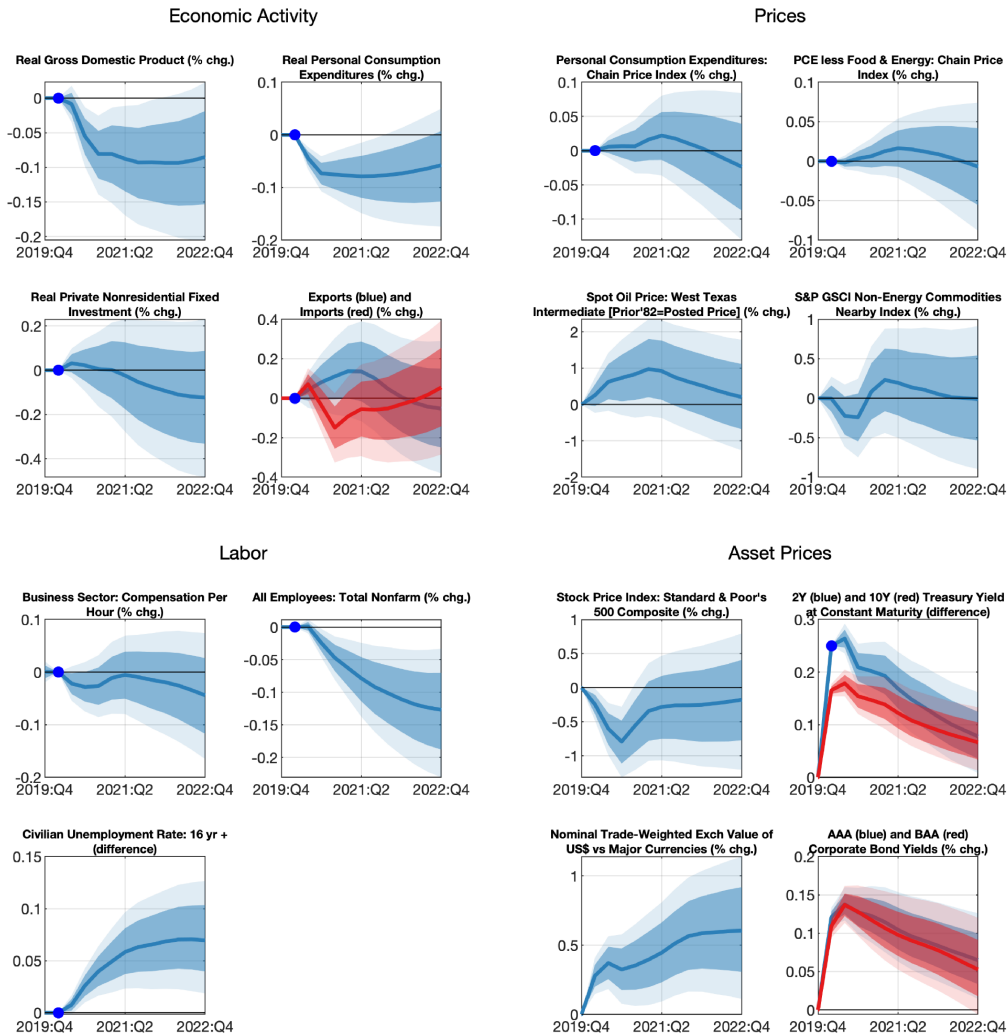 Economic Activity
Real Gross Domestic Product (% chg.)
0
-0.05
-0.1
-0.15
-0.2
2019:Q4
2021:Q2
2022:Q4
Real Personal Consumption
Expenditures (% chg.)
0.1
0
-0.1
-0.2
2019:Q4
2021:Q2
2022:Q4
Real Private Nonresidential Fixed
Investment (% chg.)
0.2
0
-0.2
-0.4
2019:Q4
2021:Q2
2022:Q4
Exports (blue) and
Imports (red) (% chg.)
0.4
0.2
0
-0.2
-0.4
2019:Q4
2021:Q2
2022:Q4
Prices
Personal Consumption Expenditures:
Chain Price Index (% chg.)
0.1
0.05
0
-0.05
-0.1
2019:Q4
2021:Q2
2022:Q4
PCE less Food & Energy: Chain Price
Index (% chg.)
0.1
0.05
0
-0.05
-0.1
2019:Q4
2021:Q2
2022:Q4
Spot Oil Price: West Texas
Intermediate [Prior'82=Posted Price] (% chg.)
2
1
0
-1
-2
2019:Q4
2021:Q2
2022:Q4
S&P GSCI Non-Energy Commodities
Nearby Index (% chg.)
1
0.5
0
-0.5
-1
2019:Q4
2021:Q2
2022:Q4
Labor
Business Sector: Compensation Per
Hour (% chg.)
0.1
0
-0.1
-0.2
2019:Q4
2021:Q2
2022:Q4
All Employees: Total Nonfarm (% chg.)
0
-0.05
-0.1
-0.15
-0.2
2019:Q4
2021:Q2
2022:Q4
Civilian Unemployment Rate: 16 yr +
(difference)
0.15
0.1
0.05
0
2019:Q4
2021:Q2
2022:Q4
Asset Prices
Stock Price Index: Standard & Poor's
500 Composite (% chg.)
1
0.5
0
-0.5
-1
2019:Q4
2021:Q2
2022:Q4
2Y (blue) and 10Y (red) Treasury Yield
at Constant Maturity (difference)
0.3
0.2
0.1
0
2019:Q4
2021:Q2
2022:Q4
Nominal Trade-Weighted Exch Value of
US$ vs Major Currencies (% chg.)
1
0.5
0
2019:Q4
2021:Q2
2022:Q4
AAA (blue) and BAA (red)
Corporate Bond Yields (% chg.)
0.2
0.15
0.1
0.05
0
2019:Q4
2021:Q2
2022:Q4